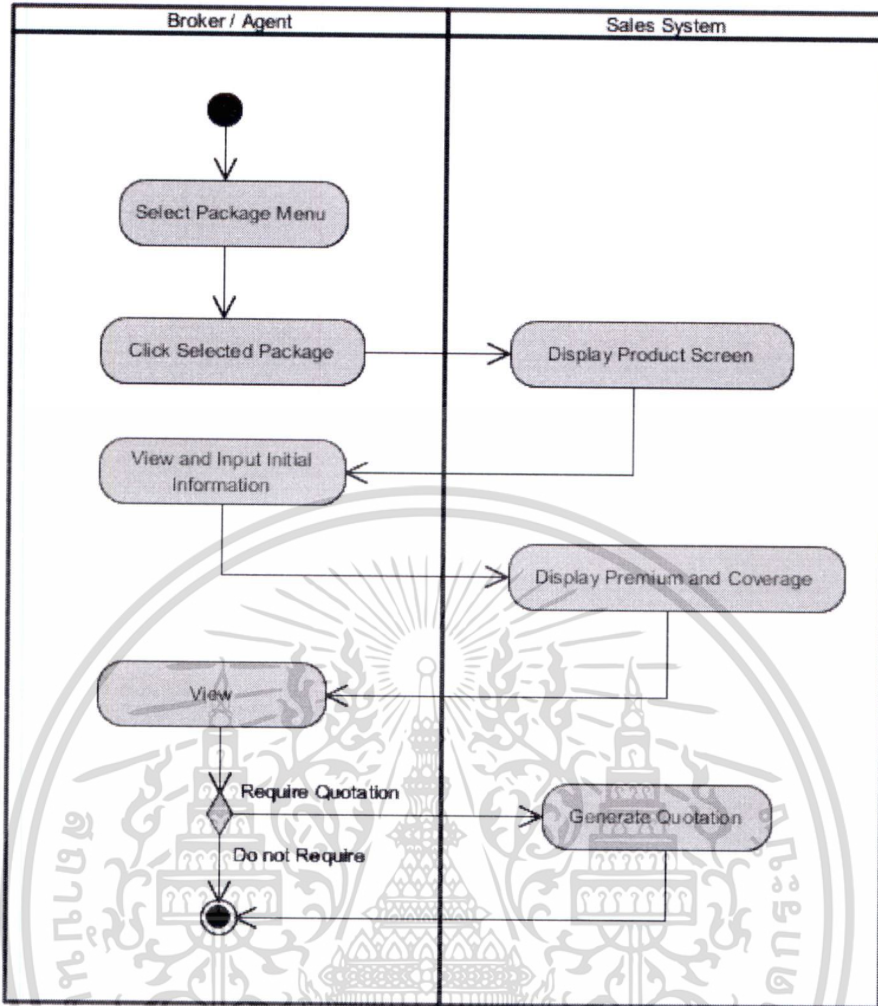 Broker / Agent
Sales System
Select Package Menu
Click Selected Package
Display Product Screen
View and Input Initial
Information
Display Premium and Coverage
View
Require Quotation
Generate Quotation
Do not Require